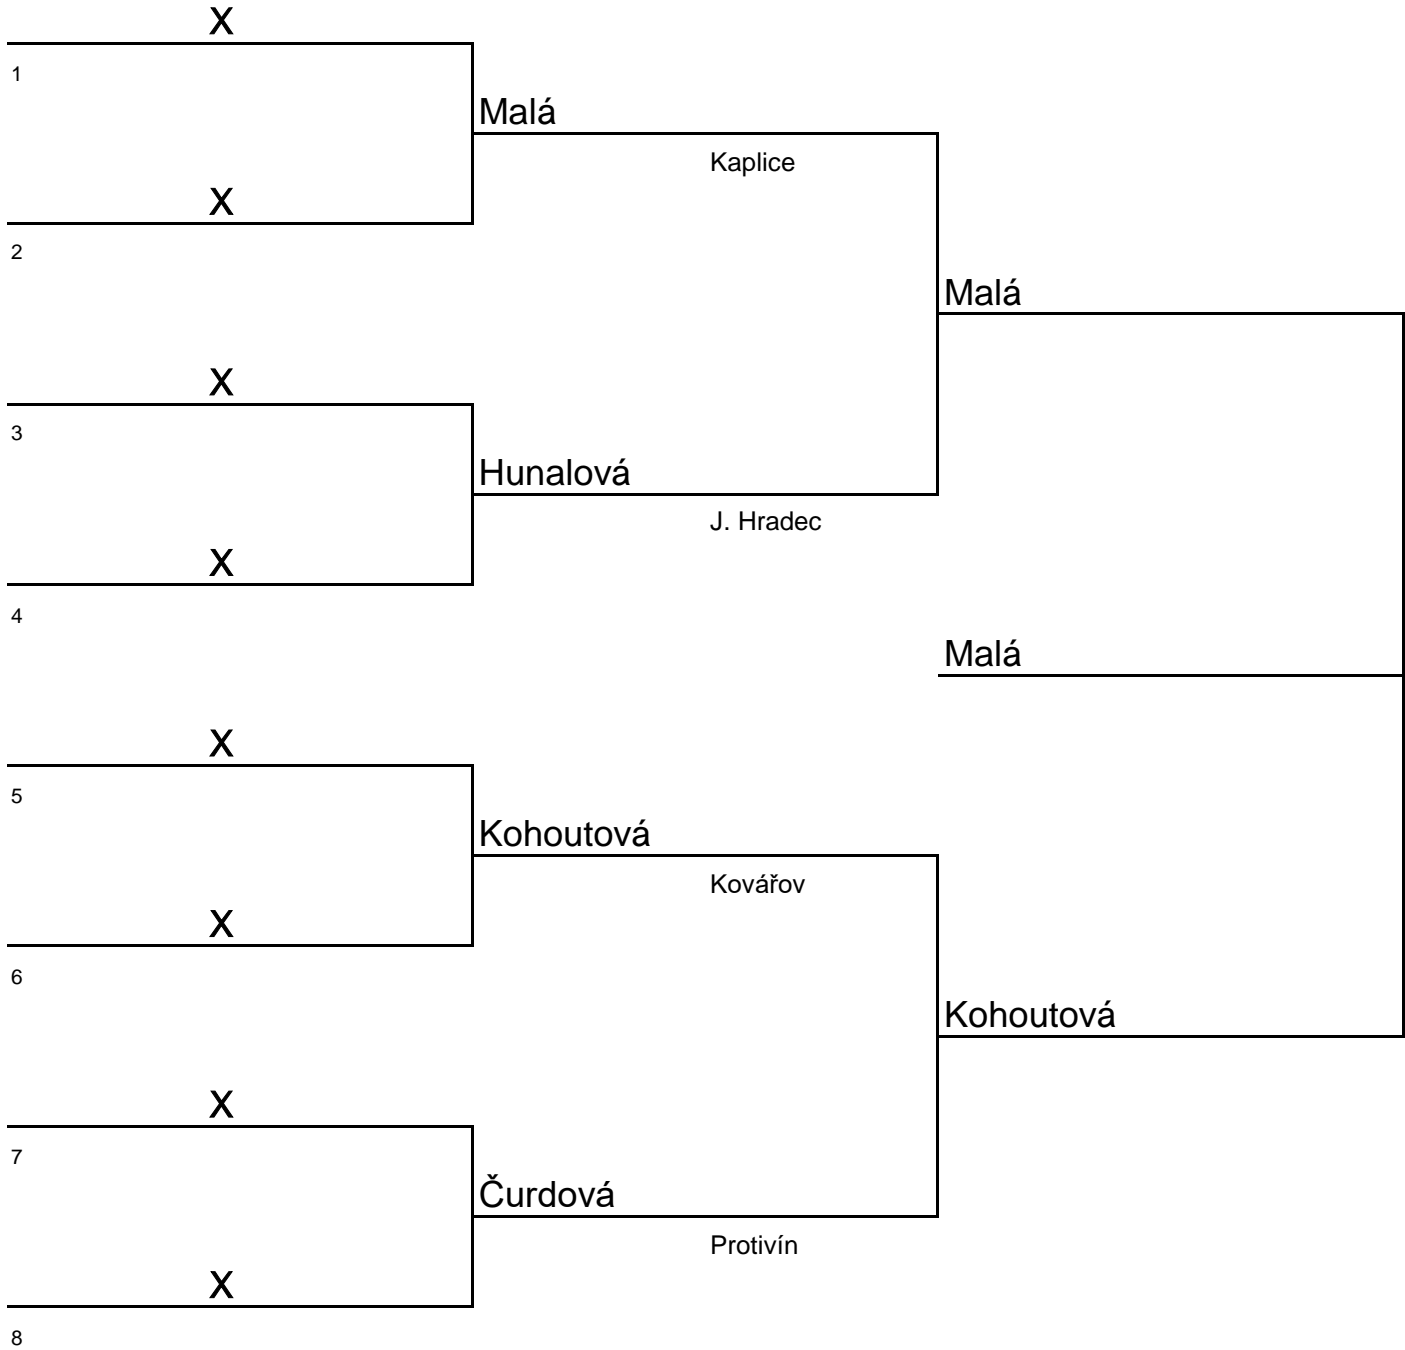 X
1
Malá
Kaplice
X
2
Malá
X
3
Hunalová
J. Hradec
X
4
Malá
X
5
Kohoutová
Kovářov
X
6
Kohoutová
X
7
Čurdová
Protivín
X
8